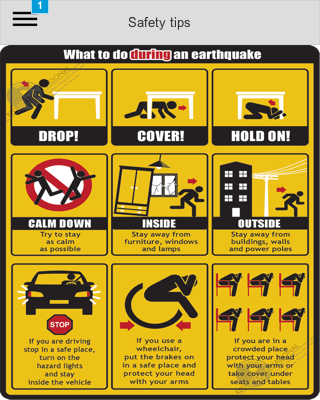 1
Safety tips
What to do during an earthquake
DROP!
COVER!
HOLD ON!
CALM DOWN
Try to stay
as calm
as possible
INSIDE
Stay away from
furniture, windows
and lamps
OUTSIDE
Stay away from
buildings, walls
and power poles
STOP
If you are driving
stop in a safe place,
turn on the
hazard lights
and stay
inside the vehicle
If you use a
wheelchair,
put the brakes on
in a safe place and
protect your head
with your arms
If you are in a
crowded place
protect your head
with your arms or
take cover under
seats and tables